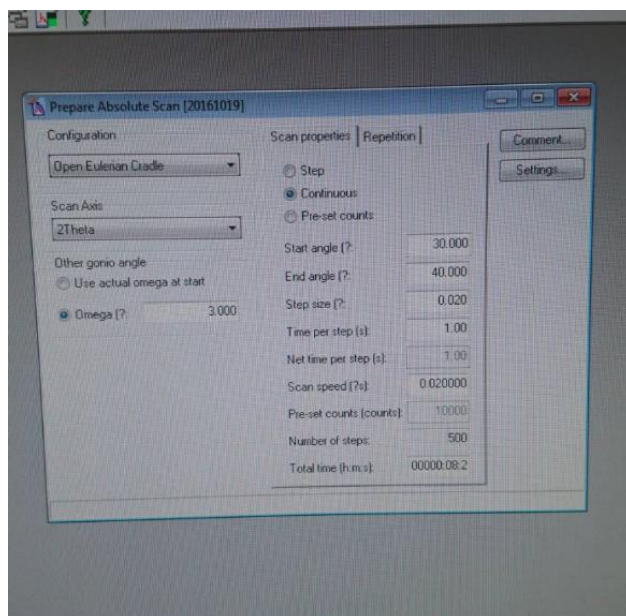 Prepare Absolute Scan [20161019]
Configuration
Open Eulerian Cradle
Scan Axis
2Theta
Other gonio angle
Use actual omega at start
Omega (?: 3.000
Scan properties Repetition
Step
Continuous
Pre-set counts
Start angle (?: 30.000
End angle (?: 40.000
Step size (?: 0.020
Time per step (s): 1.00
Net time per step (s): 1.00
Scan speed (?s): 0.020000
Pre-set counts (counts): 10000
Number of steps: 500
Total time (h:m:s): 00000:08:2
Comment...
Settings...